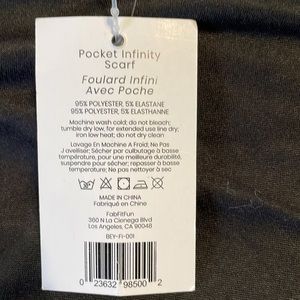 Pocket Infinity
Scarf
Foulard Infini
Avec Poche
95% POLYESTER, 5% ELASTANE
95% POLYESTER, 5% ELASTHANNE
Machine wash cold; do not bleach;
tumble dry low, for extended use line dry;
iron low heat; do not dry clean
Lavage En Machine A Froid; Ne Pas
J avelliser; Sécher par culbutage à basse
température, pour une meilleure durabilité,
suspendre pour sécher; Repasser à basse
température; Ne pas nettoyer à sec
MADE IN CHINA
Fabriqué en Chine
FabFitFun
360 N La Cienega Blvd
Los Angeles, CA 90048
BEY-FI-001
0 23632 98500 2